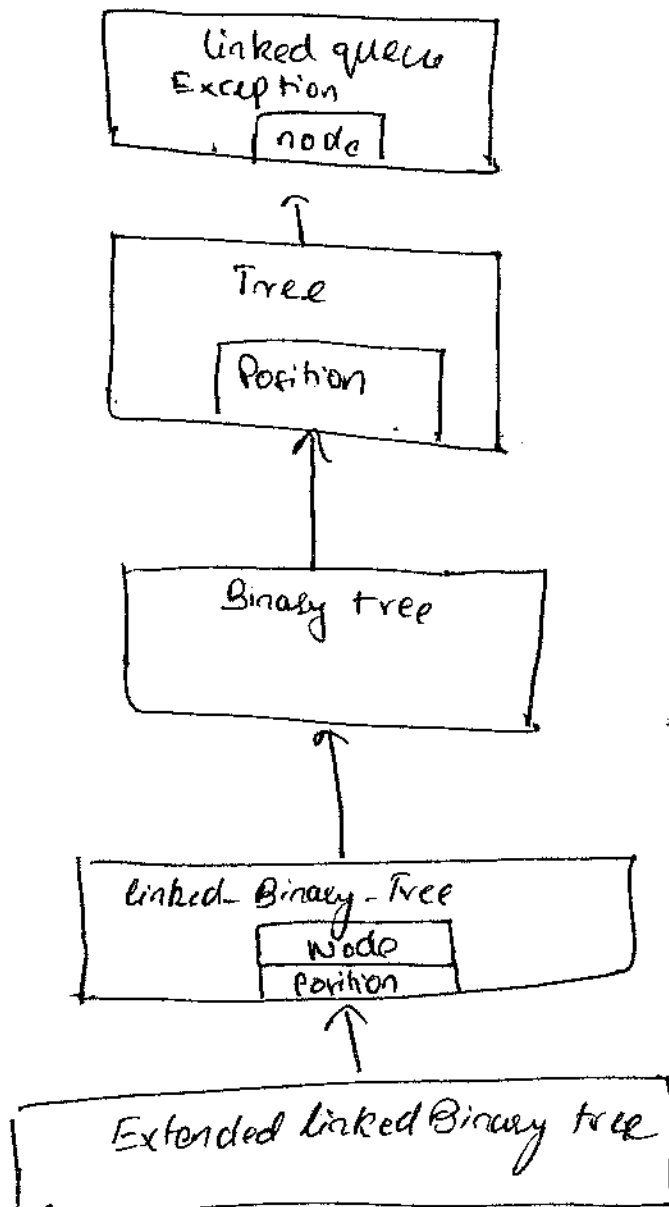 linked queue
Exception
node
Tree
Position
Binary tree
linked_Binary_Tree
Node
Position
Extended linked Binary tree